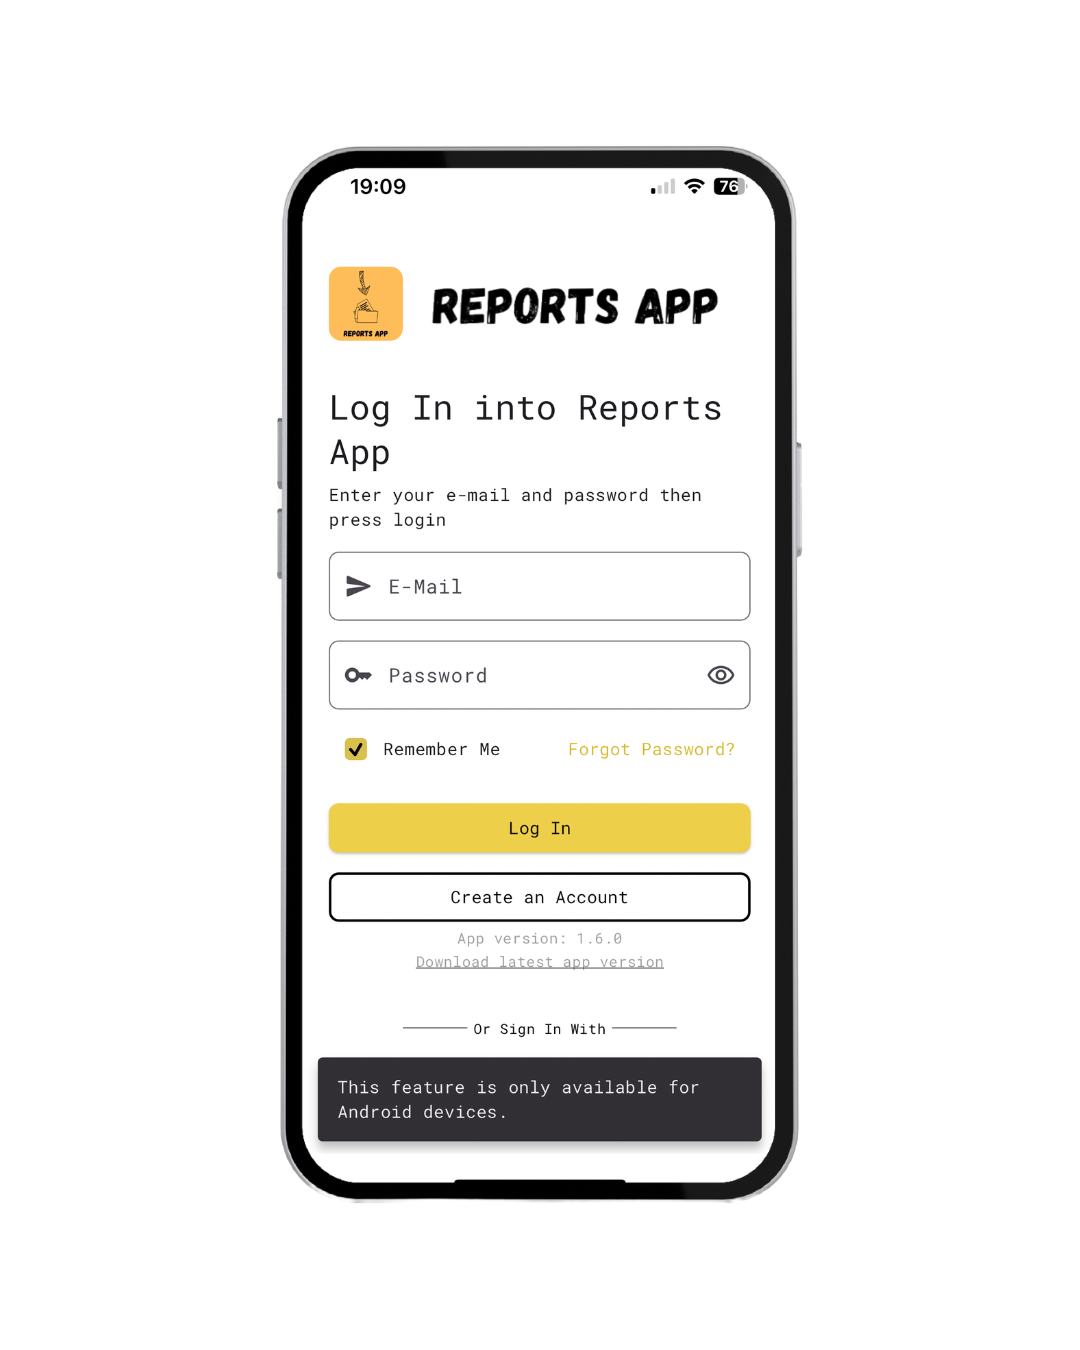 19:09
76
REPORTS APP
REPORTS APP
Log In into Reports
App
Enter your e-mail and password then
press login
E-Mail
Password
Remember Me
Forgot Password?
Log In
Create an Account
App version: 1.6.0
Download latest app version
Or Sign In With
This feature is only available for
Android devices.